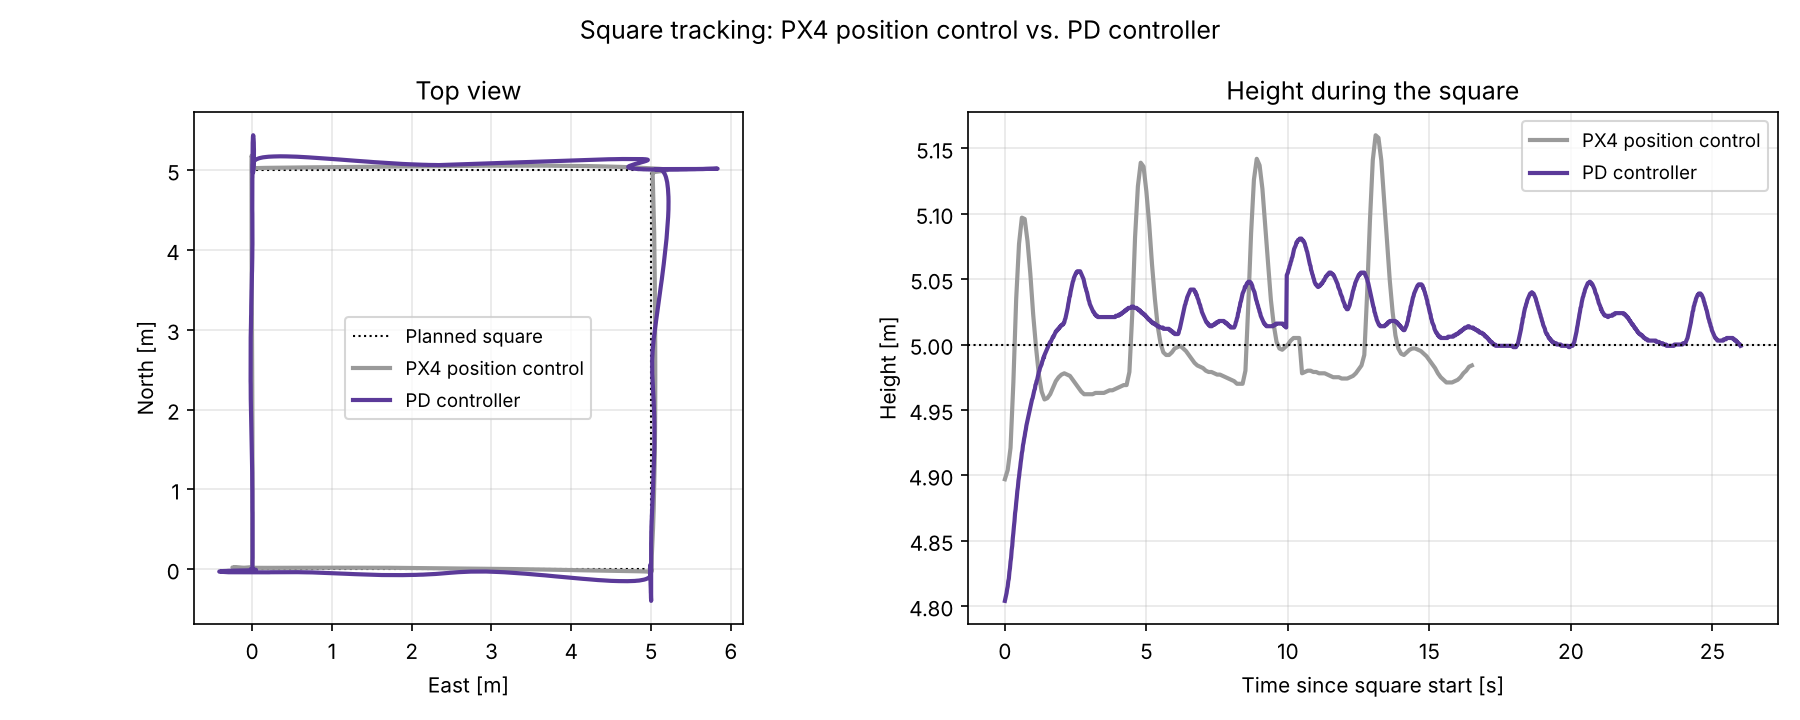 Square tracking: PX4 position control vs. PD controller
Top view
5
4
3
2
1
0
North [m]
Planned square
PX4 position control
PD controller
0 1 2 3 4 5 6
East [m]
Height during the square
5.15
5.10
5.05
5.00
4.95
4.90
4.85
4.80
Height [m]
PX4 position control
PD controller
0 5 10 15 20 25
Time since square start [s]